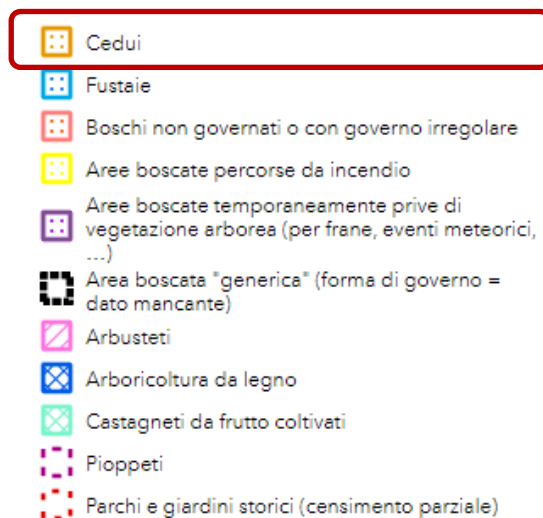 Cedui
Fustaie
Boschi non governati o con governo irregolare
Aree boscate percorse da incendio
Aree boscate temporaneamente prive di
vegetazione arborea (per frane, eventi meteorici,
...)
Area boscata "generica" (forma di governo =
dato mancante)
Arbusteti
Arboricoltura da legno
Castagneti da frutto coltivati
Pioppeti
Parchi e giardini storici (censimento parziale)